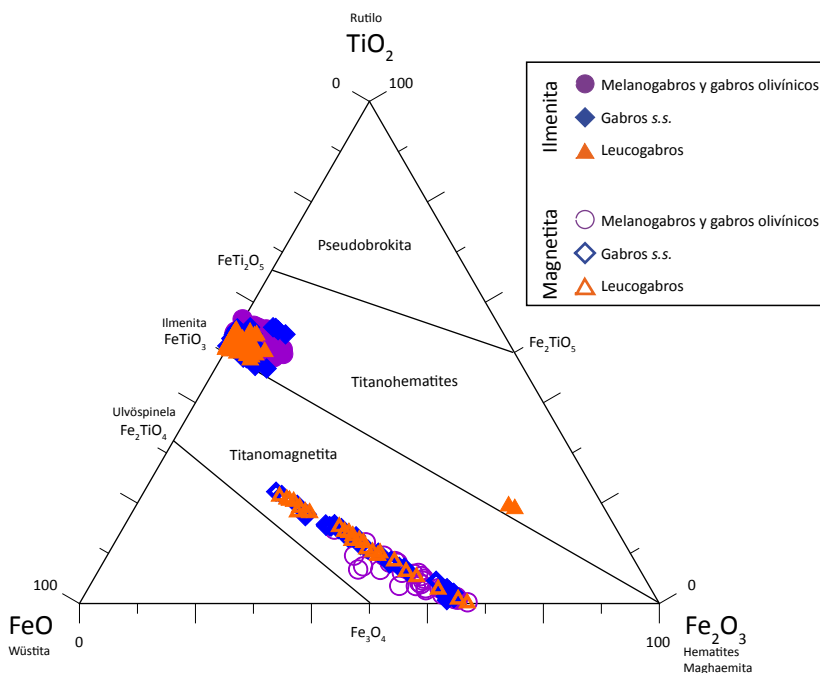 Rutilo
TiO2
0 100
Ilmenita
Melanogabros y gabros olivínicos
Gabros s.s.
Leucogabros
Magnetita
Melanogabros y gabros olivínicos
Gabros s.s.
Leucogabros
Pseudobrokita
FeTi2O5
Ilmenita
FeTiO3
Fe2TiO5
Titanohematites
Ulvöspinela
Fe2TiO4
Titanomagnetita
100
0
FeO
Wüstita
0
Fe3O4
100
Fe2O3
Hematites
Maghaemita